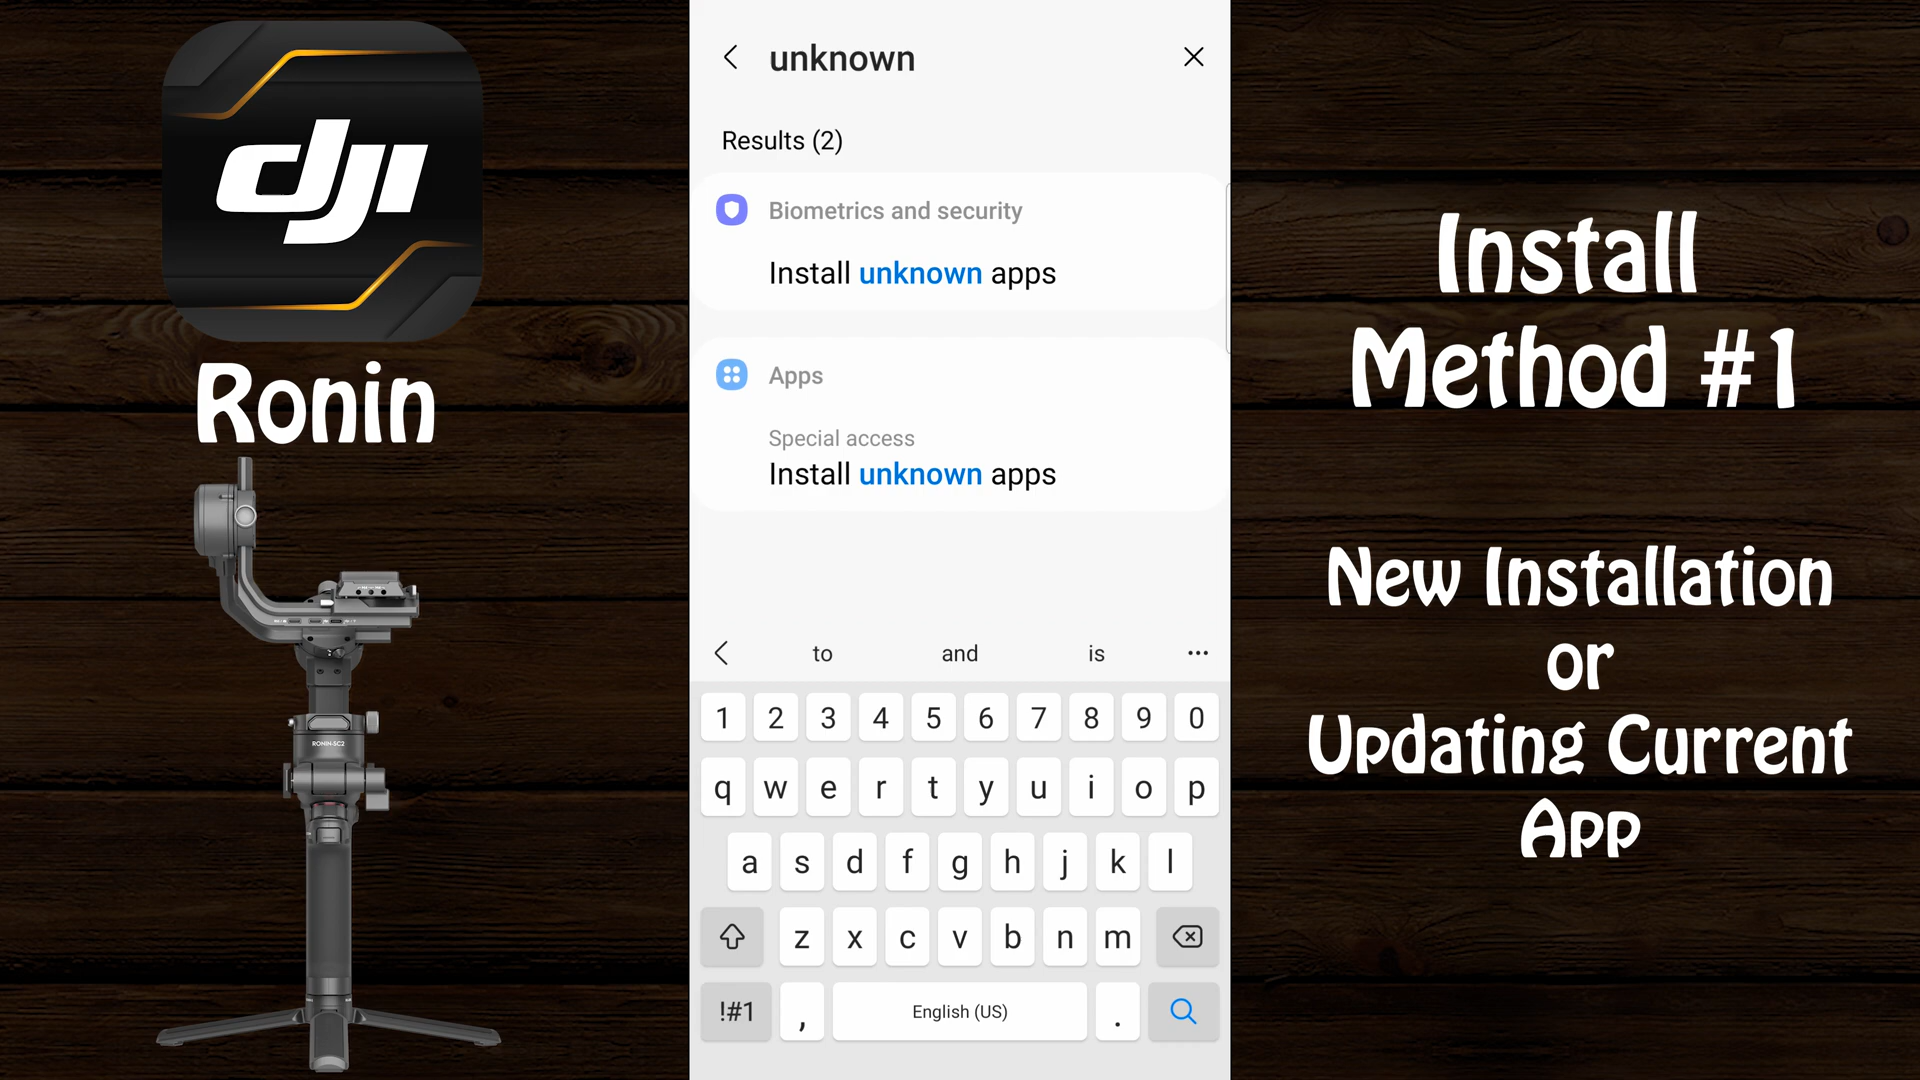 dji
Ronin
RONIN-SC2
unknown
Results (2)
Biometrics and security
Install unknown apps
Apps
Special access
Install unknown apps
to and is ...
1 2 3 4 5 6 7 8 9 0
q w e r t y u i o p
a s d f g h j k l
z x c v b n m
!#1 , English (US) .
Install
Method #1
New Installation
or
Updating Current
App